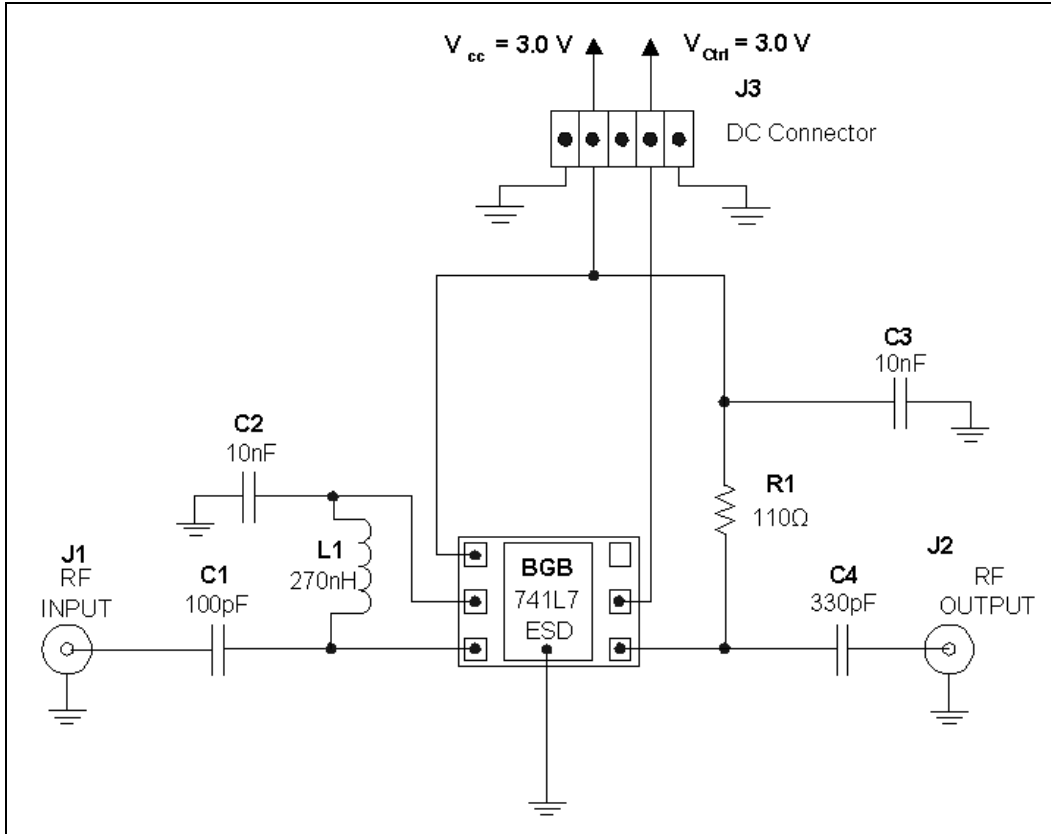 V cc = 3.0 V
V Ctrl = 3.0 V
J3
DC Connector
C3
10nF
C2
10nF
R1
110Ω
J1
RF
INPUT
C1
100pF
L1
270nH
BGB
741L7
ESD
C4
330pF
J2
RF
OUTPUT